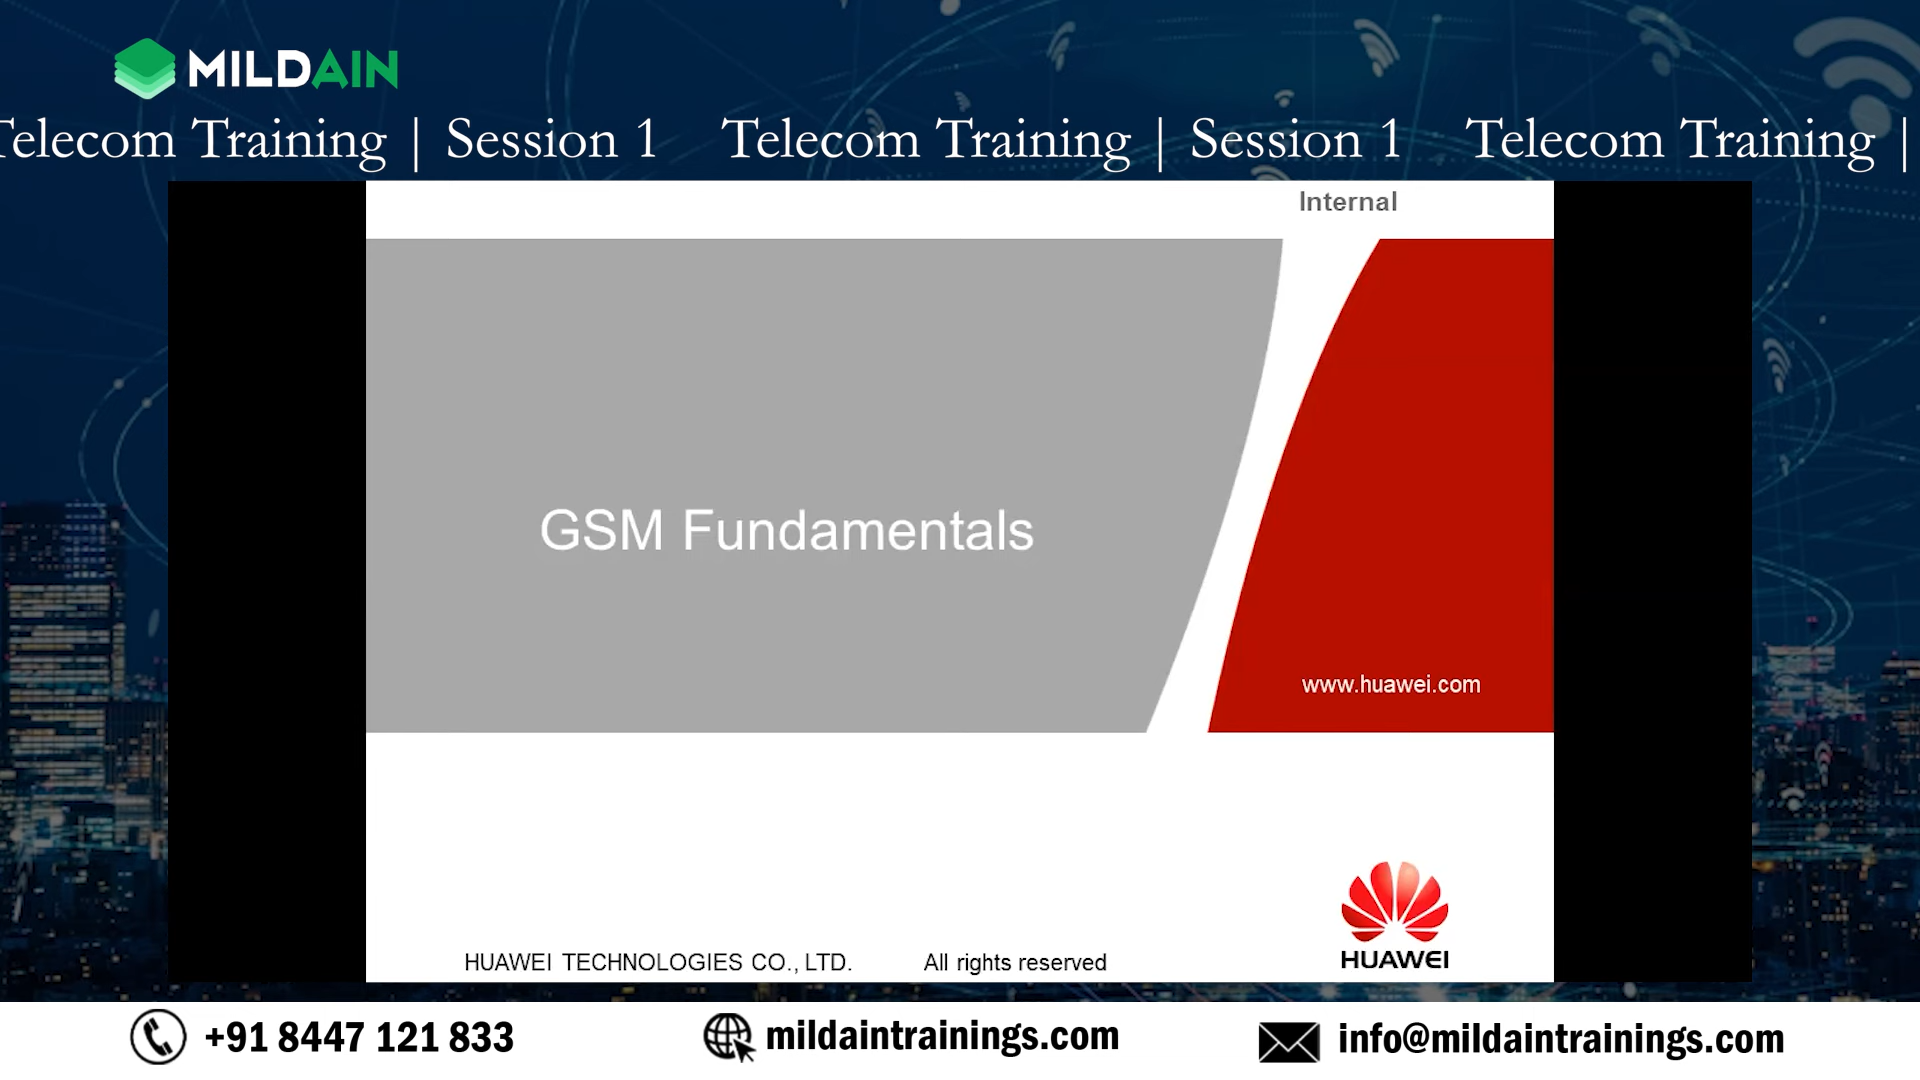 MILDAIN
Telecom Training | Session 1 Telecom Training | Session 1 Telecom Training |
Internal
GSM Fundamentals
www.huawei.com
HUAWEI
HUAWEI TECHNOLOGIES CO., LTD. All rights reserved
+91 8447 121 833 mildaintrainings.com info@mildaintrainings.com